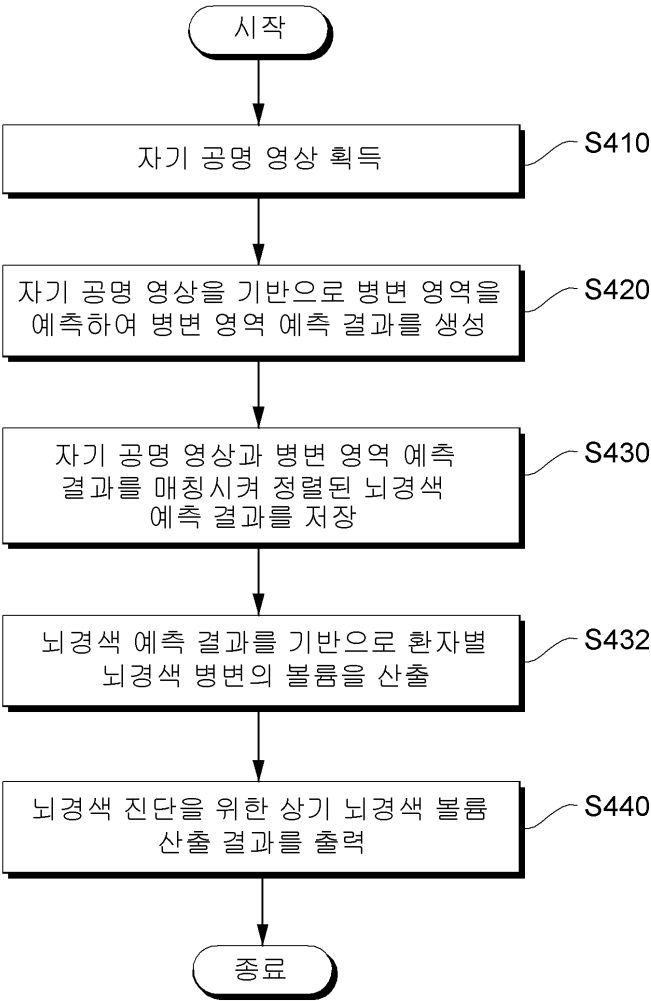 시작
자기 공명 영상 획득
S410
자기 공명 영상을 기반으로 병변 영역을
예측하여 병변 영역 예측 결과를 생성
S420
자기 공명 영상과 병변 영역 예측
결과를 매칭시켜 정렬된 뇌경색
예측 결과를 저장
S430
뇌경색 예측 결과를 기반으로 환자별
뇌경색 병변의 볼륨을 산출
S432
뇌경색 진단을 위한 상기 뇌경색 볼륨
산출 결과를 출력
S440
종료